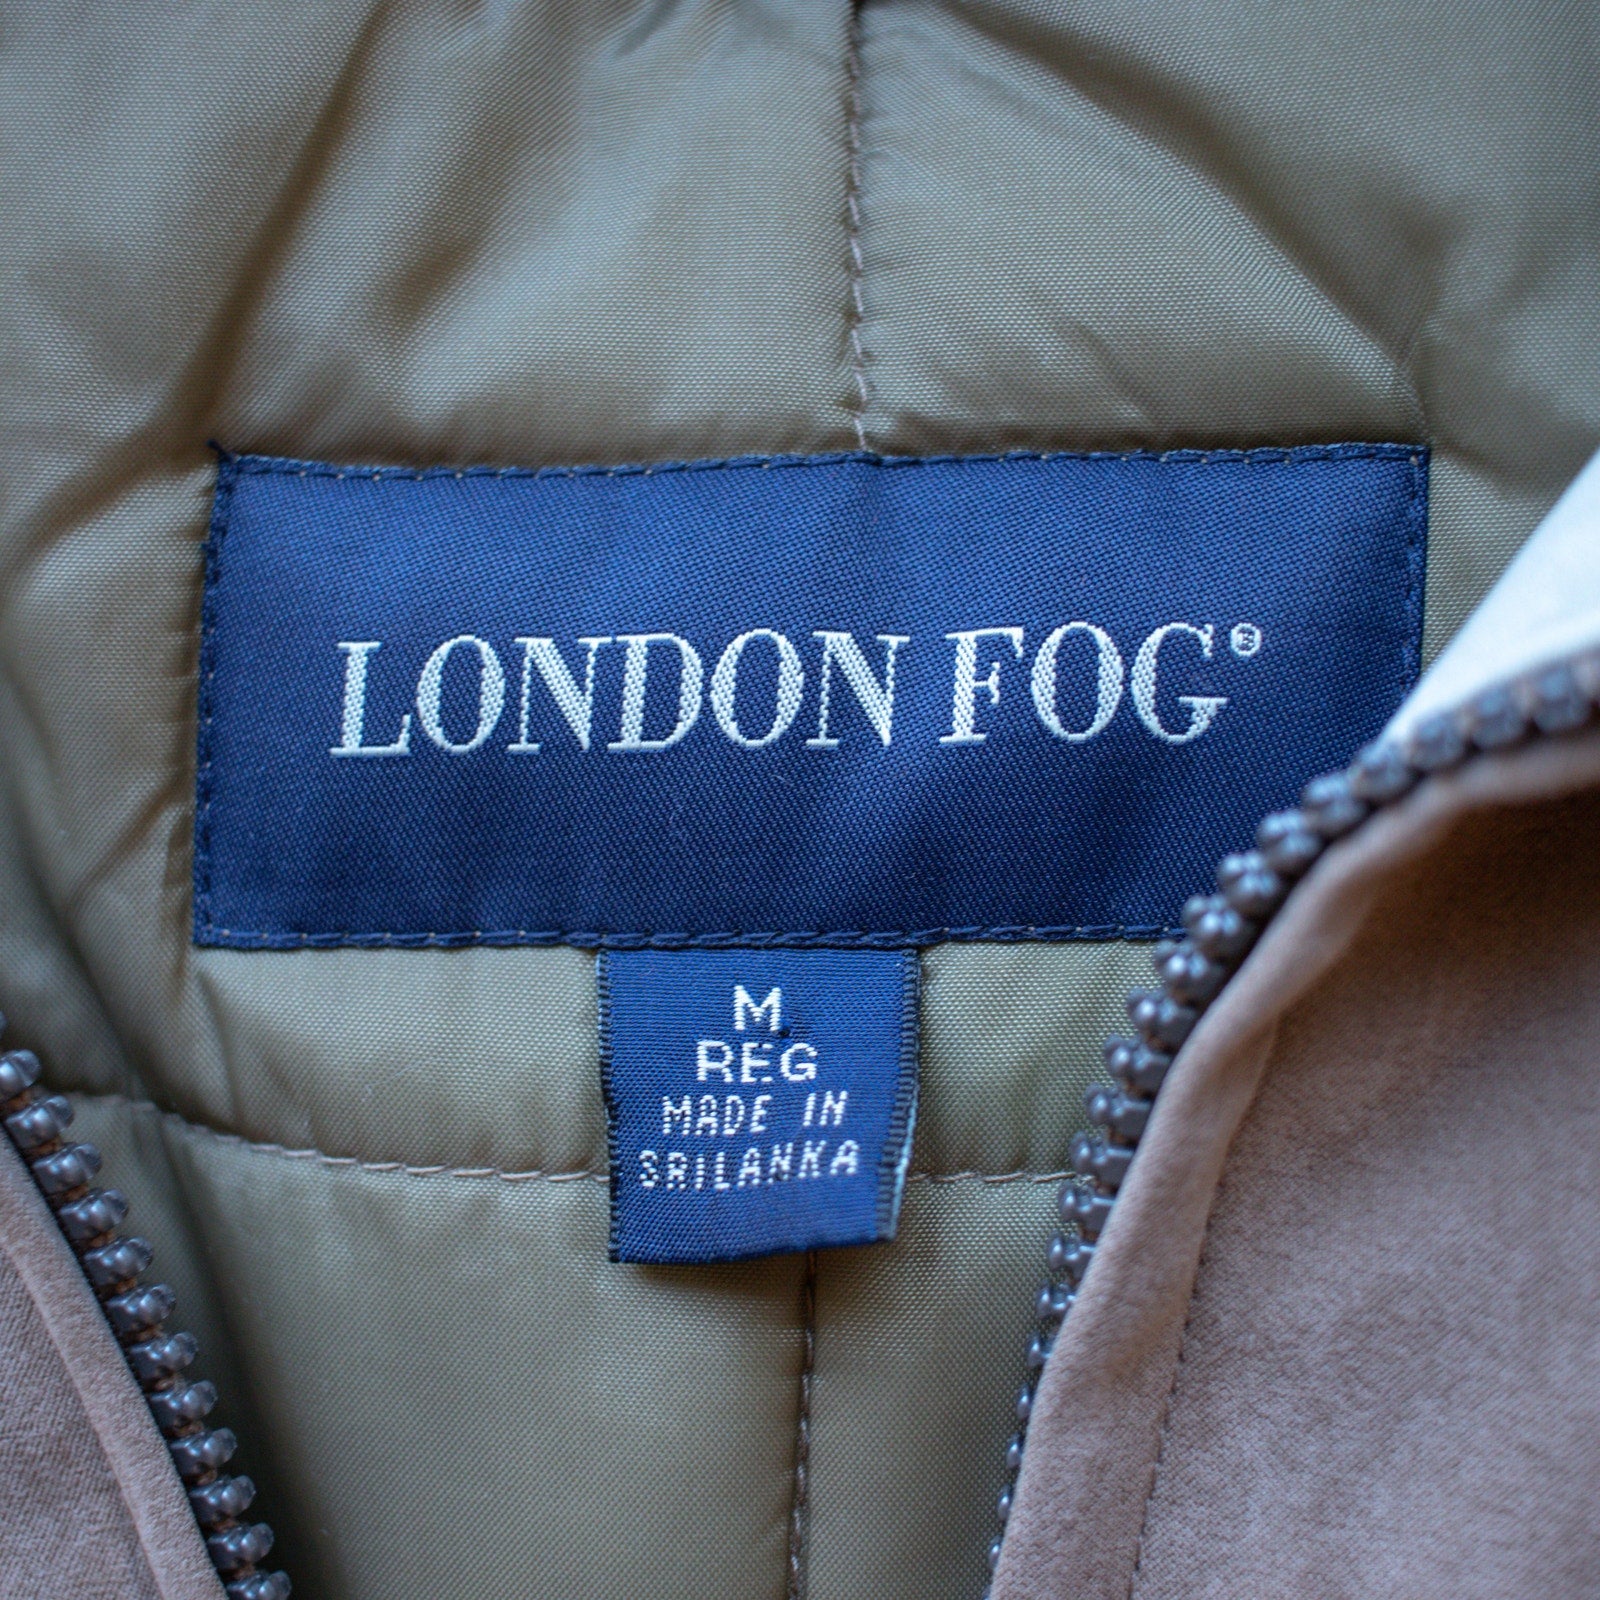 LONDON FOG®
M
REG
MADE IN
SRILANKA